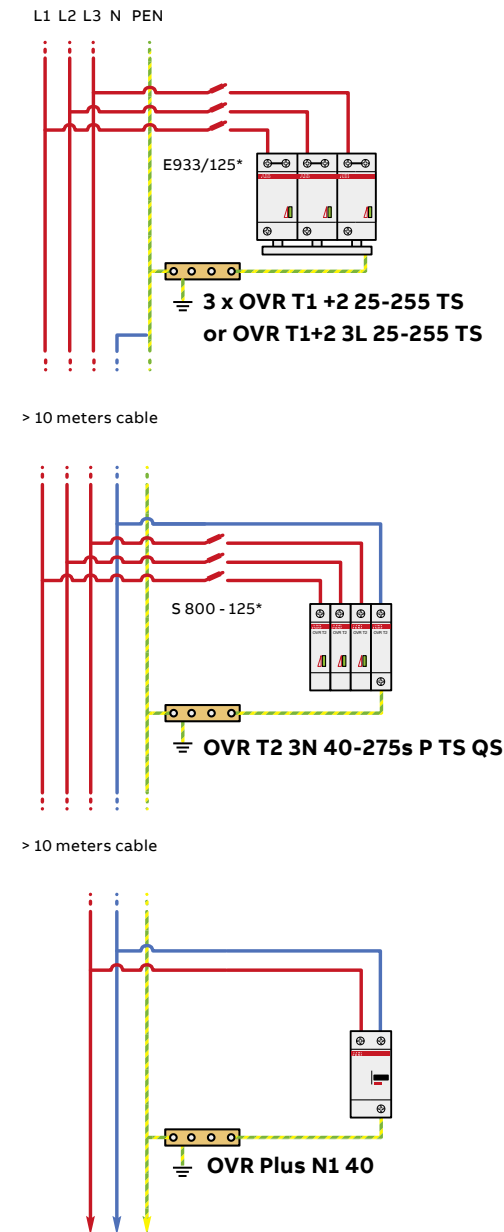 L1 L2 L3 N PEN
E933/125*
3 x OVR T1 +2 25-255 TS
or OVR T1+2 3L 25-255 TS
> 10 meters cable
S 800 - 125*
OVR T2 OVR T2 OVR T2 OVR T2
OVR T2 3N 40-275s P TS QS
> 10 meters cable
OVR Plus N1 40